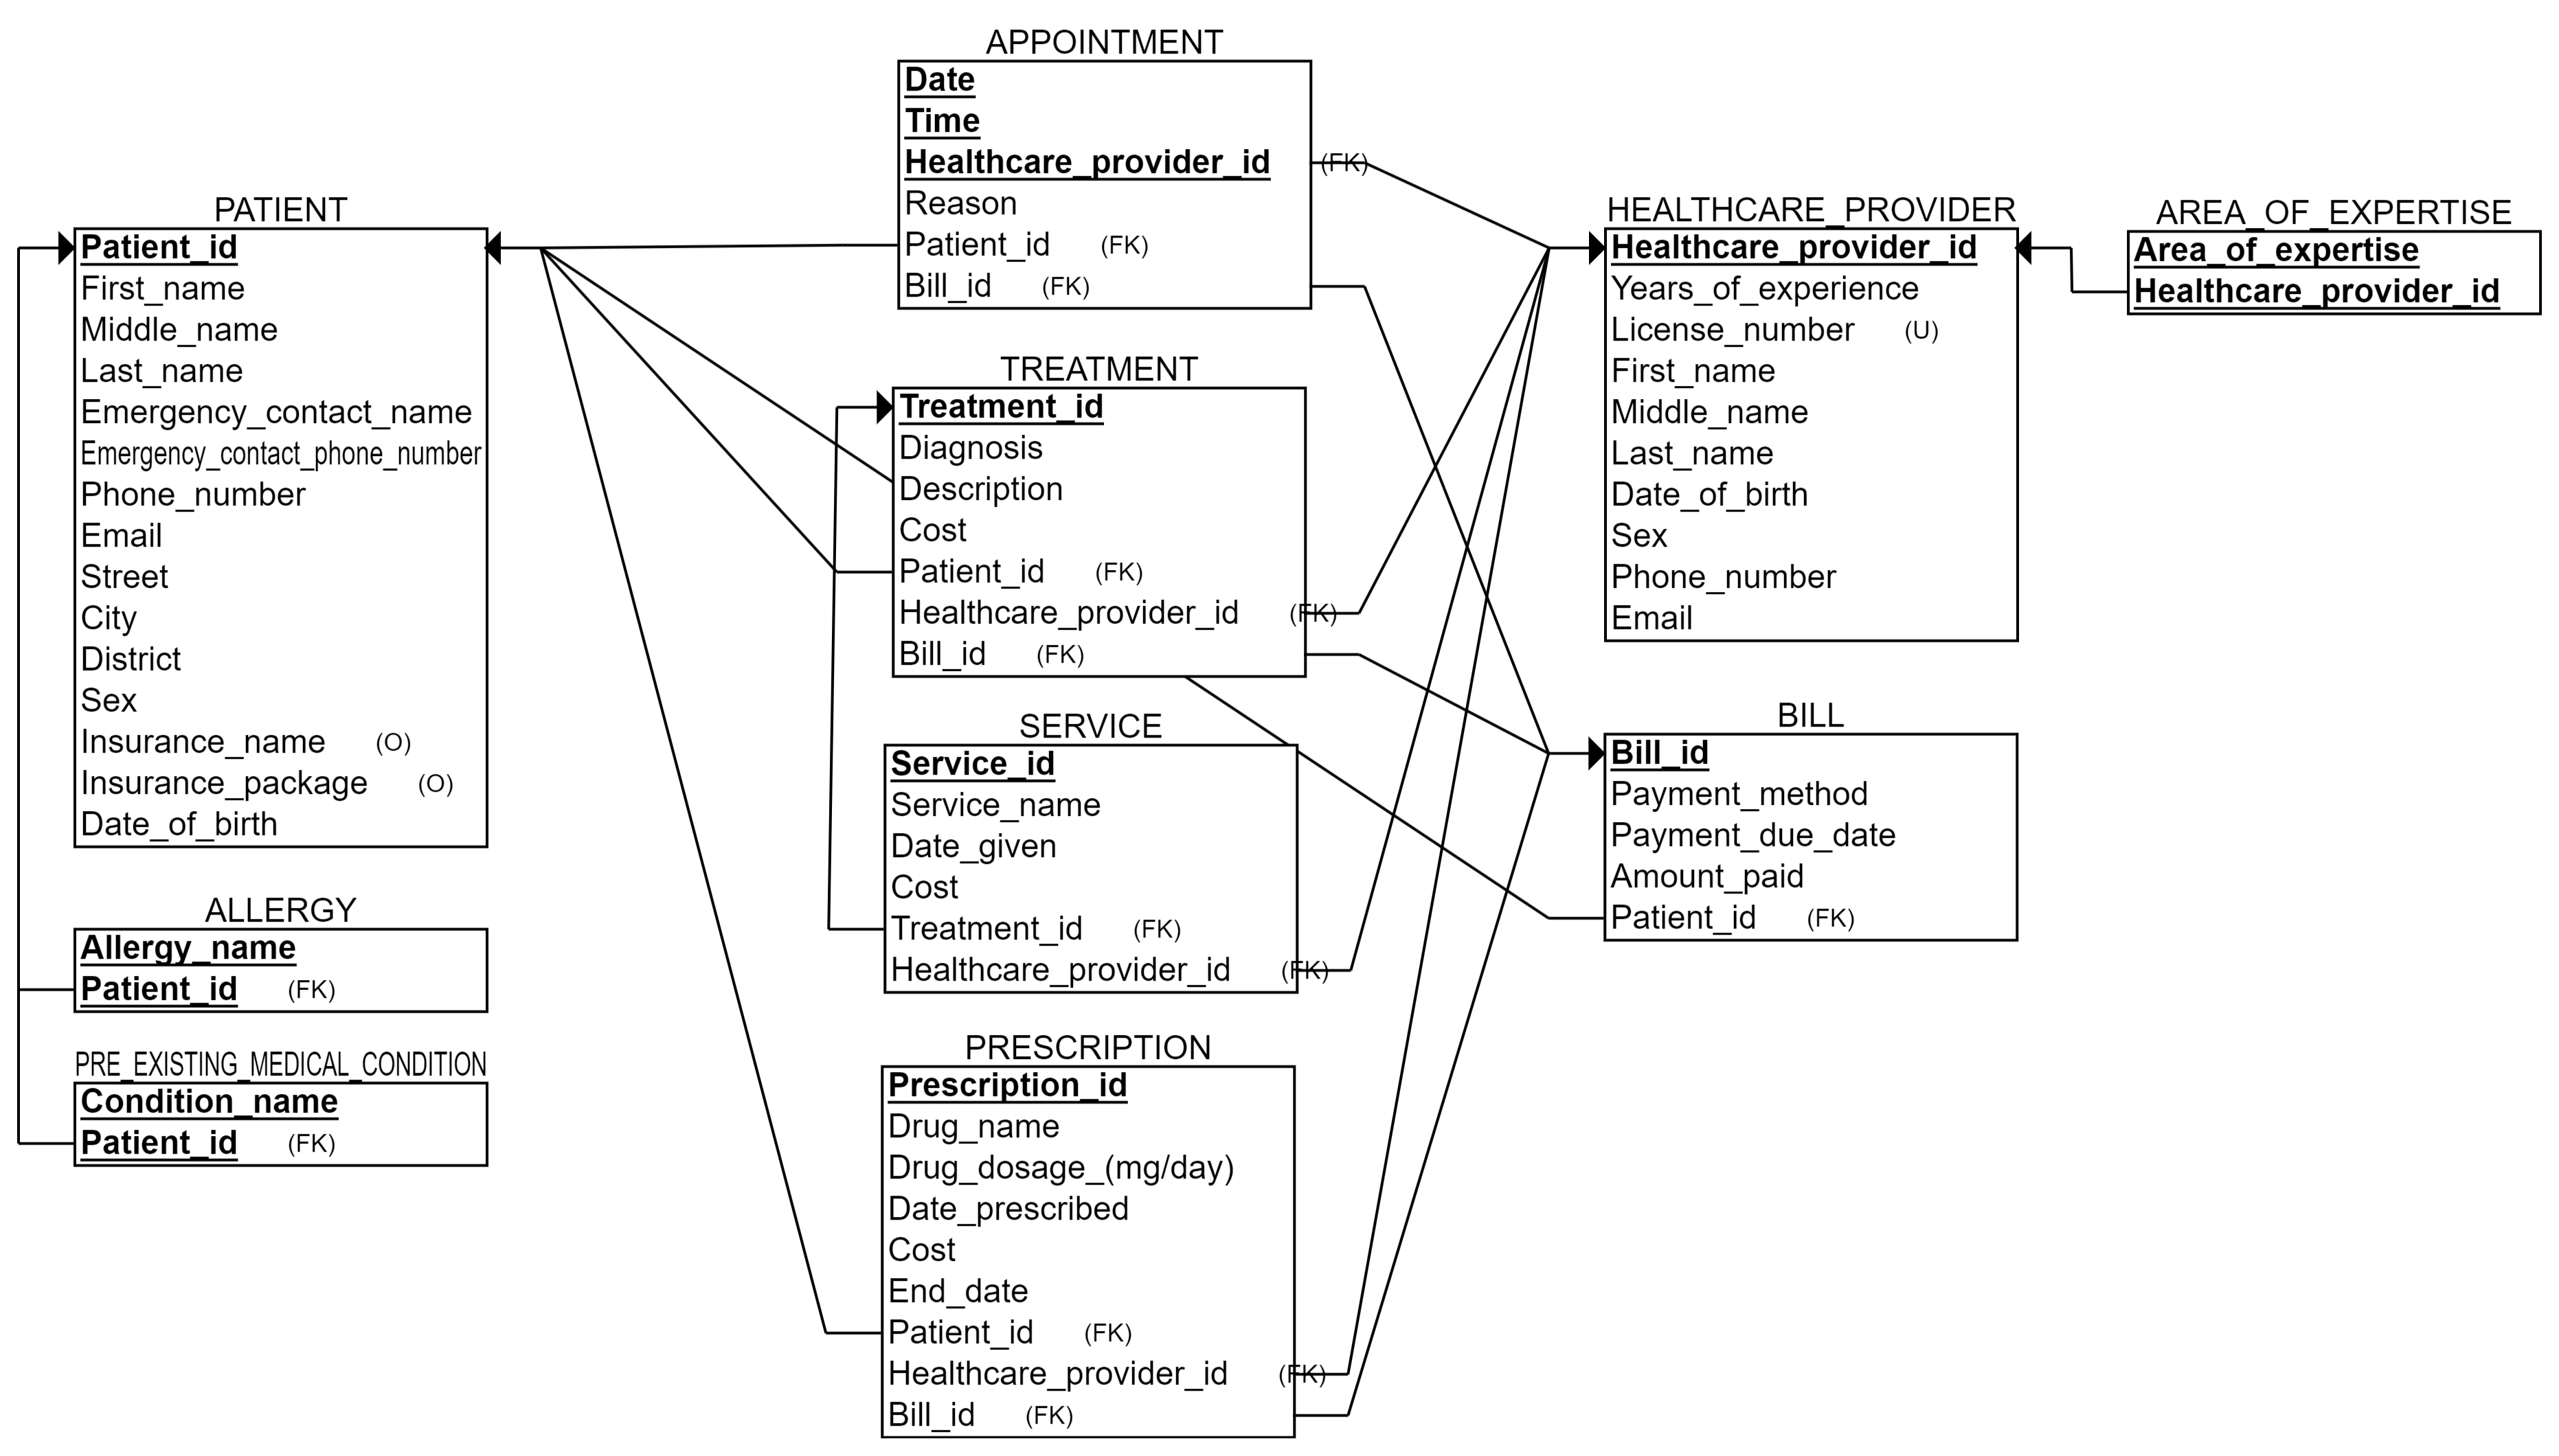 APPOINTMENT
Date
Time
Healthcare_provider_id (FK)
Reason
Patient_id (FK)
Bill_id (FK)
PATIENT
Patient_id
First_name
Middle_name
Last_name
Emergency_contact_name
Emergency_contact_phone_number
Phone_number
Email
Street
City
District
Sex
Insurance_name (O)
Insurance_package (O)
Date_of_birth
HEALTHCARE_PROVIDER
Healthcare_provider_id
Years_of_experience
License_number (U)
First_name
Middle_name
Last_name
Date_of_birth
Sex
Phone_number
Email
AREA_OF_EXPERTISE
Area_of_expertise
Healthcare_provider_id
TREATMENT
Treatment_id
Diagnosis
Description
Cost
Patient_id (FK)
Healthcare_provider_id (FK)
Bill_id (FK)
SERVICE
Service_id
Service_name
Date_given
Cost
Treatment_id (FK)
Healthcare_provider_id (FK)
BILL
Bill_id
Payment_method
Payment_due_date
Amount_paid
Patient_id (FK)
ALLERGY
Allergy_name
Patient_id (FK)
PRE_EXISTING_MEDICAL_CONDITION
Condition_name
Patient_id (FK)
PRESCRIPTION
Prescription_id
Drug_name
Drug_dosage_(mg/day)
Date_prescribed
Cost
End_date
Patient_id (FK)
Healthcare_provider_id (FK)
Bill_id (FK)